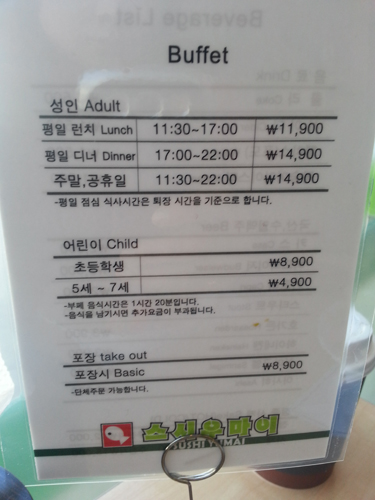 Buffet
성인 Adult
평일 런치 Lunch 11:30~17:00 ₩11,900
평일 디너 Dinner 17:00~22:00 ₩14,900
주말,공휴일 11:30~22:00 ₩14,900
-평일 점심 식사시간은 퇴장 시간을 기준으로 합니다.
어린이 Child
초등학생 ₩8,900
5세 ~ 7세 ₩4,900
-부페 음식시간은 1시간 20분입니다.
-음식을 남기시면 추가요금이 부과됩니다.
포장 take out
포장시 Basic ₩8,900
-단체주문 가능합니다.
스시우마이
SUSHI UMAI